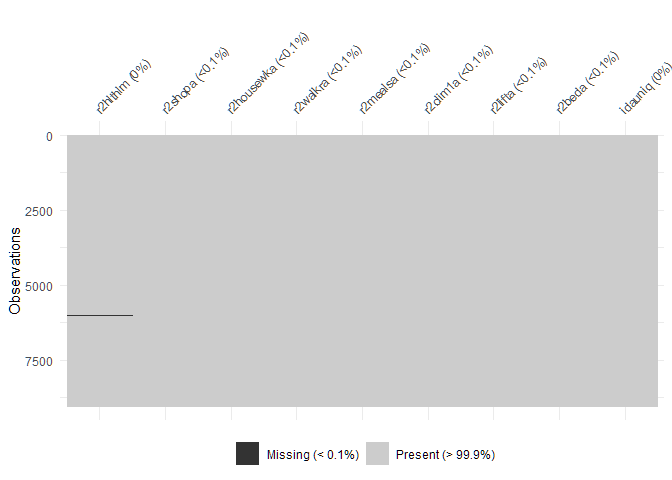 r2hlthlm (0%)
r2shopa (<0.1%)
r2housewka (<0.1%)
r2walkra (<0.1%)
r2mealsa (<0.1%)
r2dim1a (<0.1%)
r2lifta (<0.1%)
r2beda (<0.1%)
idauniq (0%)
0
2500
5000
7500
Observations
Missing (< 0.1%)
Present (> 99.9%)